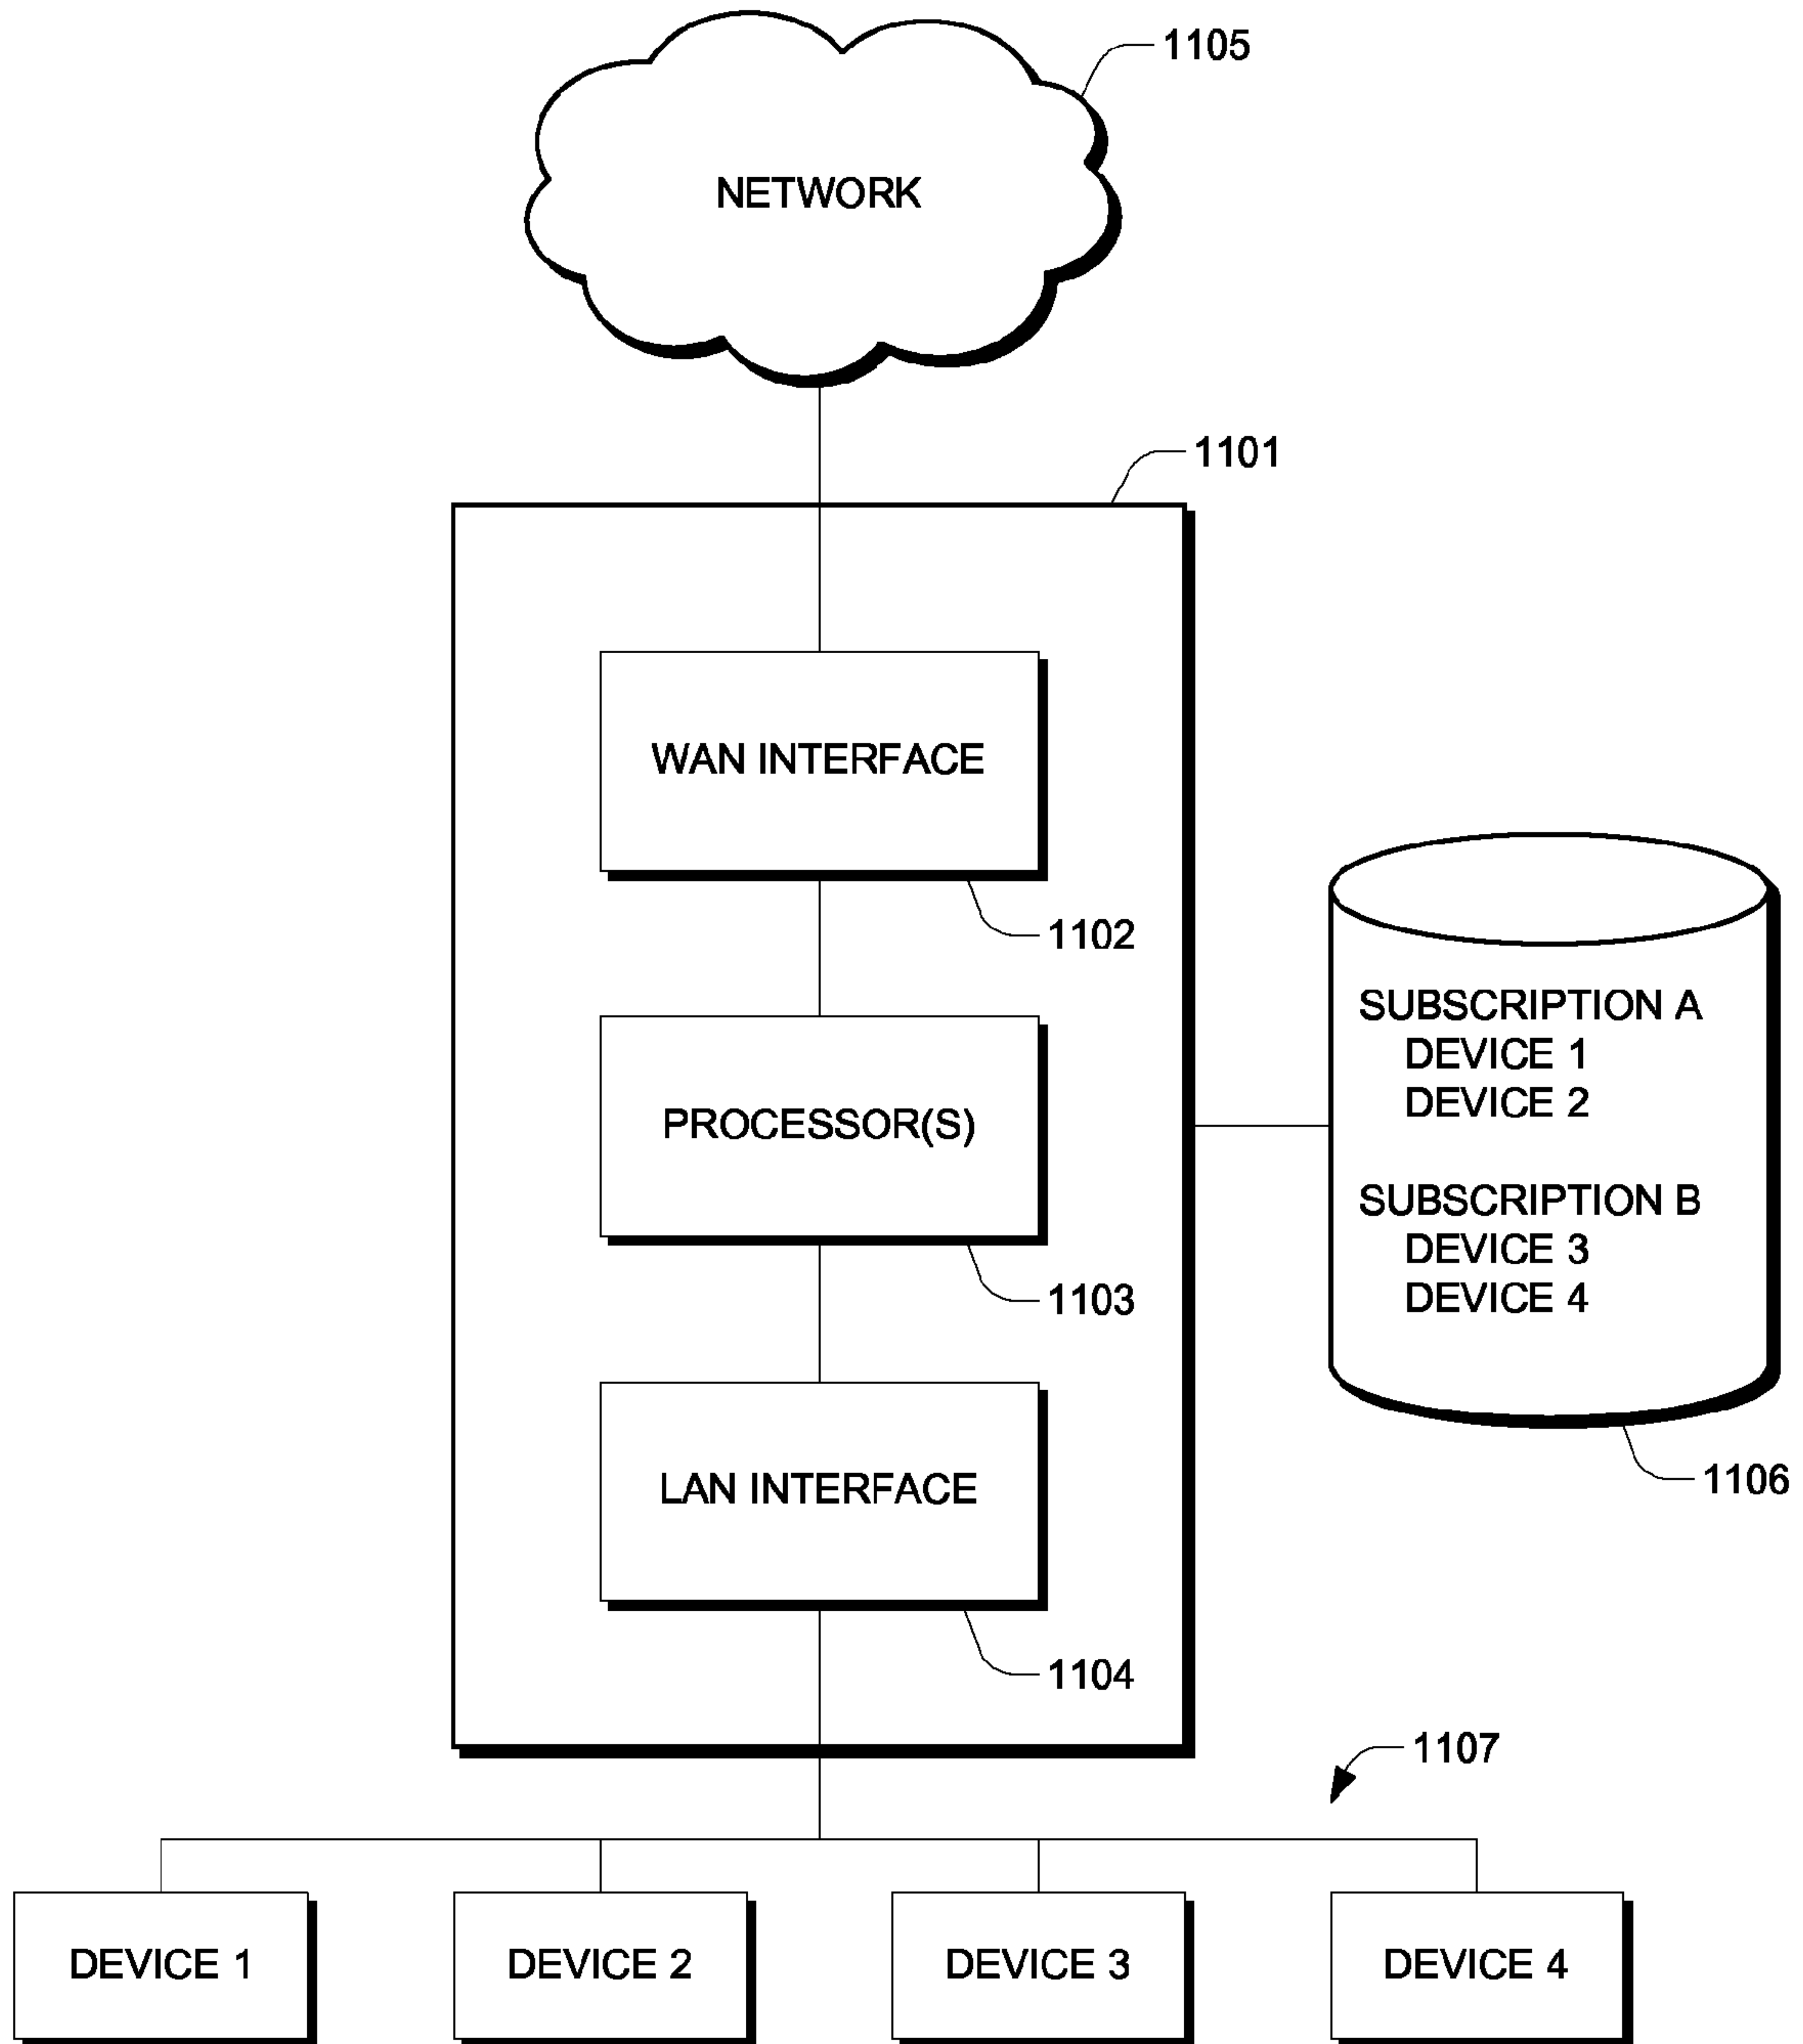 1105
NETWORK
1101
WAN INTERFACE
1102
SUBSCRIPTION A
DEVICE 1
DEVICE 2
PROCESSOR(S)
SUBSCRIPTION B
DEVICE 3
DEVICE 4
1103
LAN INTERFACE
1106
1104
1107
DEVICE 1
DEVICE 2
DEVICE 3
DEVICE 4